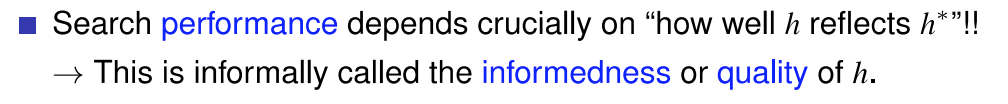 Search performance depends crucially on “how well h reflects h*”!!
→ This is informally called the informedness or quality of h.